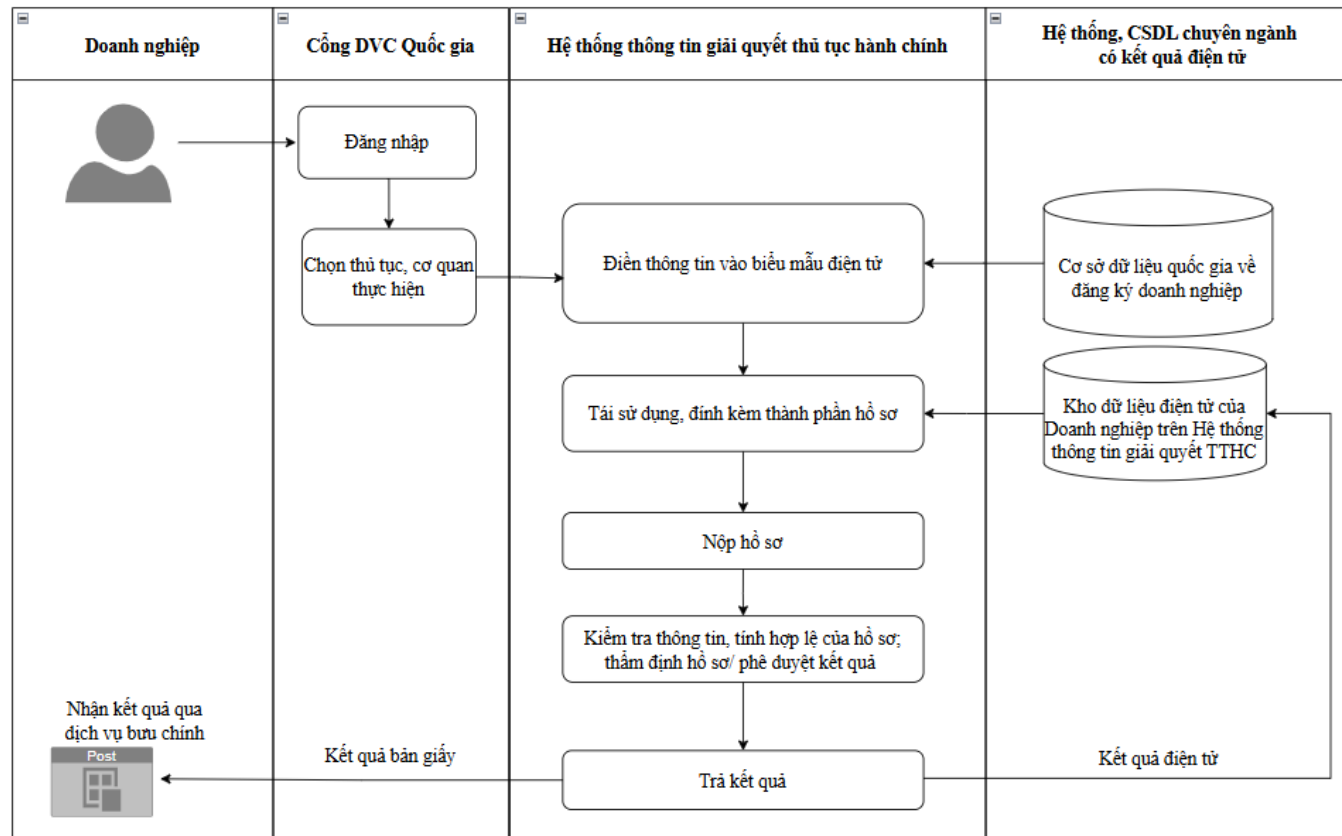 Doanh nghiệp
Cổng DVC Quốc gia
Hệ thống thông tin giải quyết thủ tục hành chính
Hệ thống, CSDL chuyên ngành
có kết quả điện tử
Đăng nhập
Chọn thủ tục, cơ quan
thực hiện
Điền thông tin vào biểu mẫu điện tử
Cơ sở dữ liệu quốc gia về
đăng ký doanh nghiệp
Tái sử dụng, đính kèm thành phần hồ sơ
Kho dữ liệu điện tử của
Doanh nghiệp trên Hệ thống
thông tin giải quyết TTHC
Nộp hồ sơ
Kiểm tra thông tin, tính hợp lệ của hồ sơ;
thẩm định hồ sơ/ phê duyệt kết quả
Nhận kết quả qua
dịch vụ bưu chính
Post
Kết quả bản giấy
Trả kết quả
Kết quả điện tử